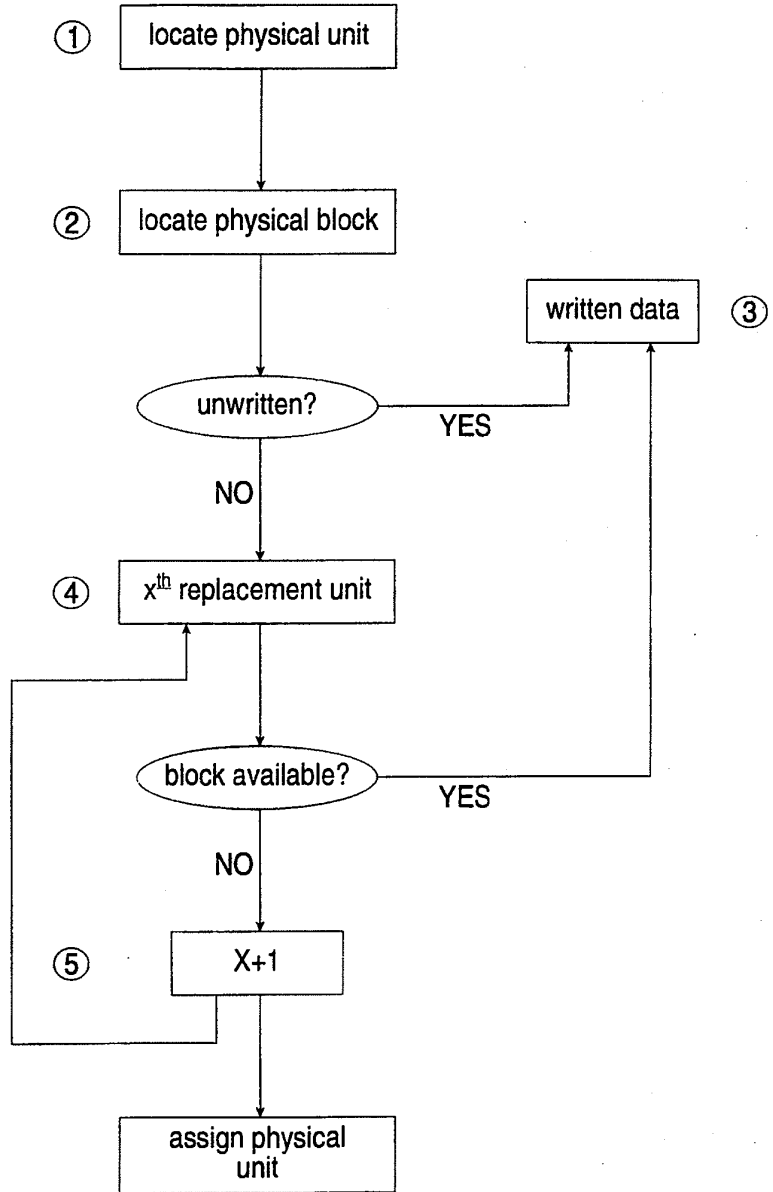 ① locate physical unit
② locate physical block
written data ③
unwritten?
YES
NO
④ xth replacement unit
block available?
YES
NO
⑤ X+1
assign physical
unit